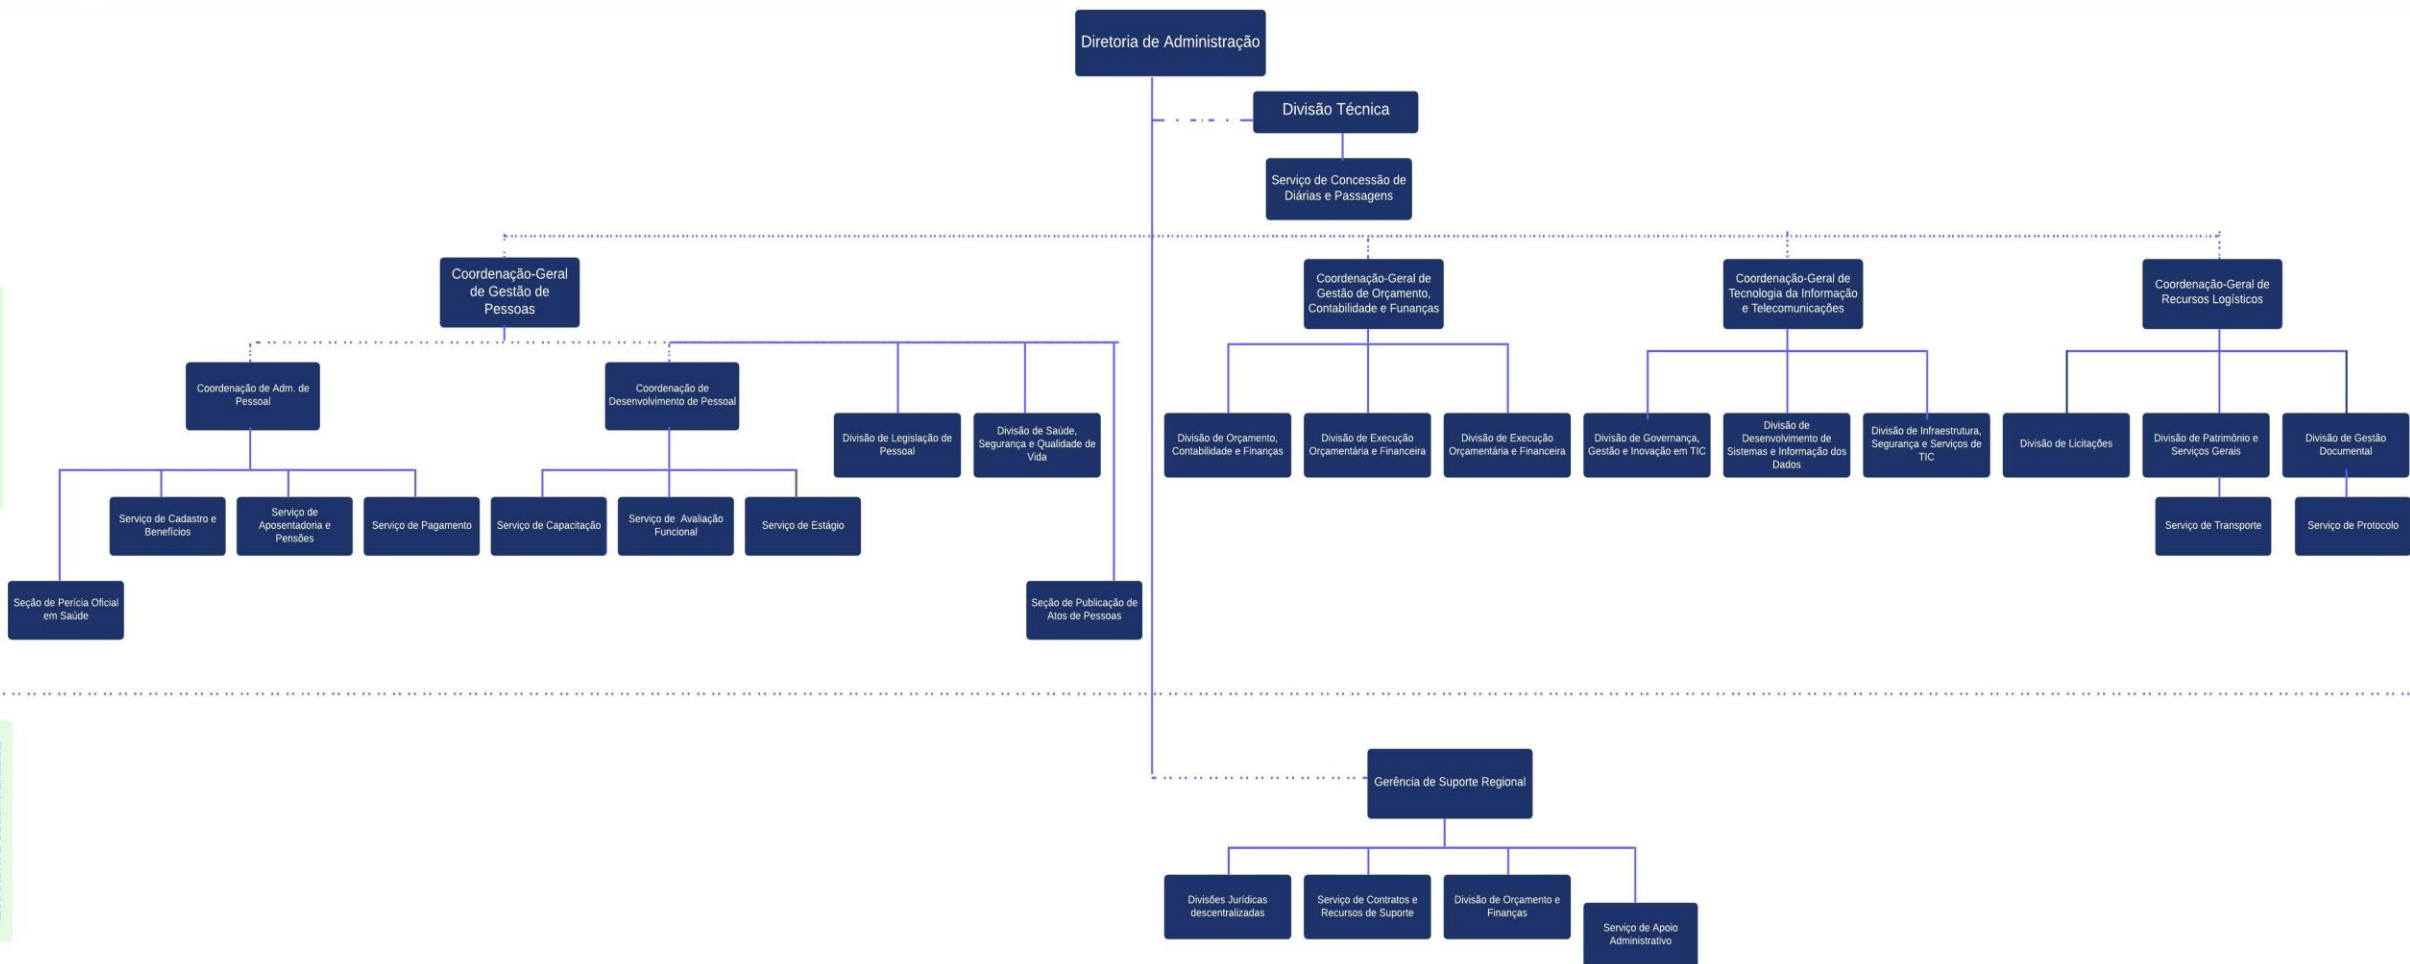 Diretoria de Administração
Divisão Técnica
Serviço de Concessão de
Diárias e Passagens
Coordenação-Geral
de Gestão de
Pessoas
Coordenação-Geral de
Gestão de Orçamento,
Contabilidade e Funanças
Coordenação-Geral de
Tecnologia da Informação
e Telecomunicações
Coordenação-Geral de
Recursos Logísticos
Coordenação de Adm. de
Pessoal
Coordenação de
Desenvolvimento de Pessoal
Divisão de Legislação de
Pessoal
Divisão de Saúde,
Segurança e Qualidade de
Vida
Divisão de Orçamento,
Contabilidade e Finanças
Divisão de Execução
Orçamentária e Financeira
Divisão de Execução
Orçamentária e Financeira
Divisão de Governança,
Gestão e Inovação em TIC
Divisão de
Desenvolvimento de
Sistemas e Informação dos
Dados
Divisão de Infraestrutura,
Segurança e Serviços de
TIC
Divisão de Licitações
Divisão de Patrimônio e
Serviços Gerais
Divisão de Gestão
Documental
Serviço de Cadastro e
Benefícios
Serviço de
Aposentadoria e
Pensões
Serviço de Pagamento
Serviço de Capacitação
Serviço de Avaliação
Funcional
Serviço de Estágio
Serviço de Transporte
Serviço de Protocolo
Seção de Perícia Oficial
em Saúde
Seção de Publicação de
Atos de Pessoas
Gerência de Suporte Regional
Divisões Jurídicas
descentralizadas
Serviço de Contratos e
Recursos de Suporte
Divisão de Orçamento e
Finanças
Serviço de Apoio
Administrativo